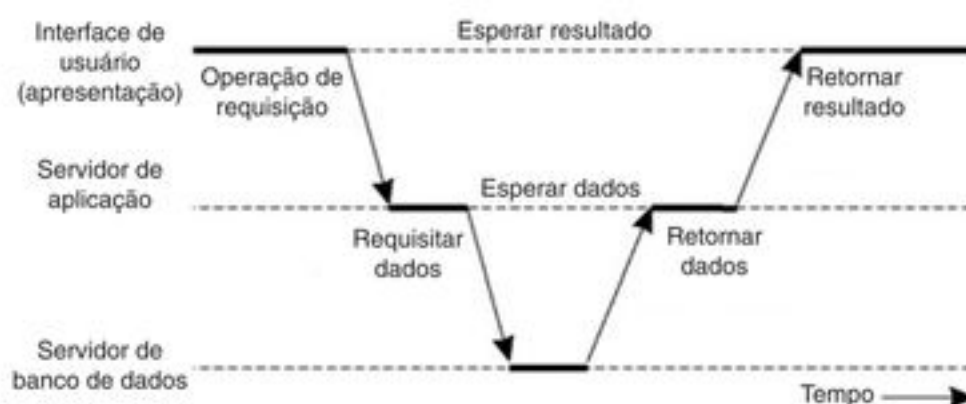 Interface de
usuário
(apresentação)
Esperar resultado
Operação de
requisição
Retornar
resultado
Servidor de
aplicação
Esperar dados
Requisitar
dados
Retornar
dados
Servidor de
banco de dados
Tempo